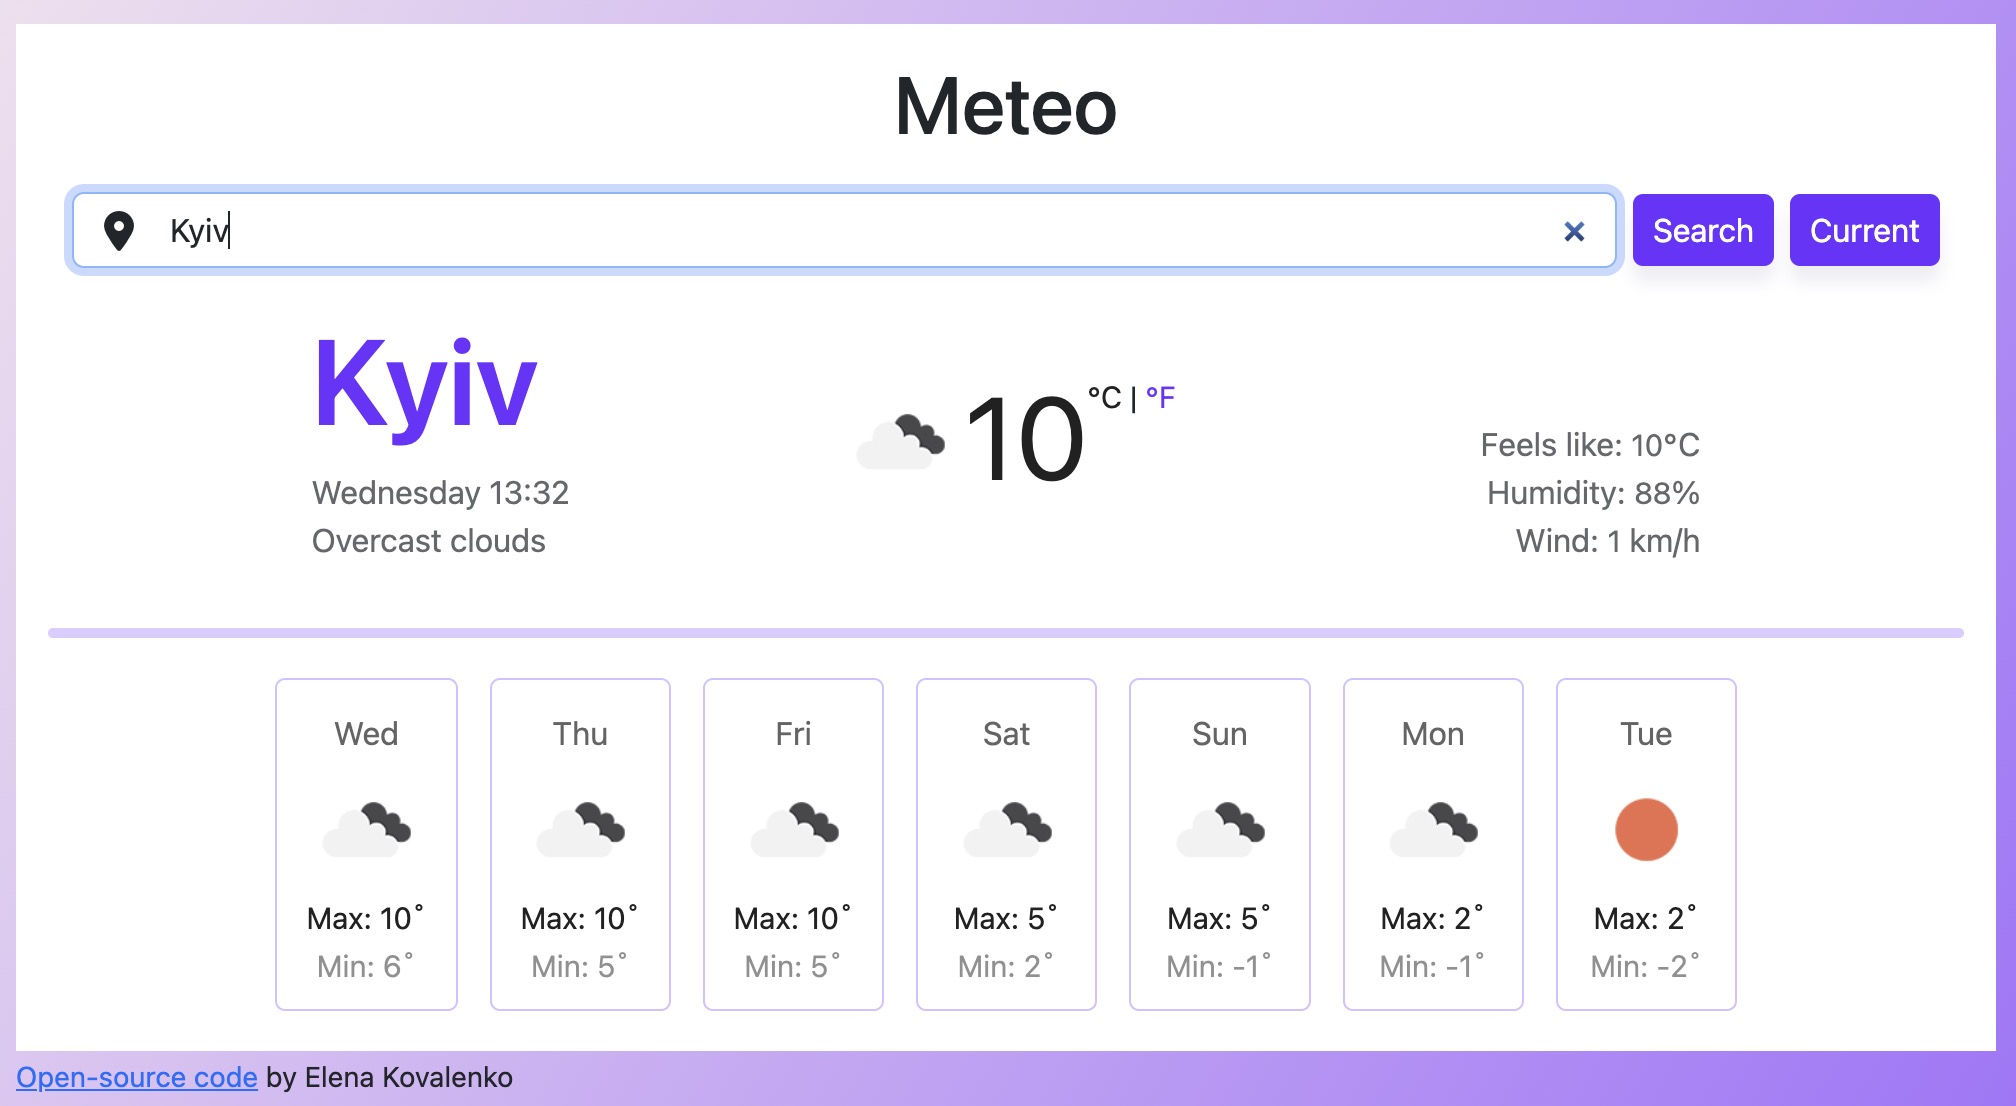 Meteo
Kyiv × Search Current
Kyiv
Wednesday 13:32
Overcast clouds
10 °C | °F
Feels like: 10°C
Humidity: 88%
Wind: 1 km/h
Wed
Max: 10°
Min: 6°
Thu
Max: 10°
Min: 5°
Fri
Max: 10°
Min: 5°
Sat
Max: 5°
Min: 2°
Sun
Max: 5°
Min: -1°
Mon
Max: 2°
Min: -1°
Tue
Max: 2°
Min: -2°
Open-source code by Elena Kovalenko